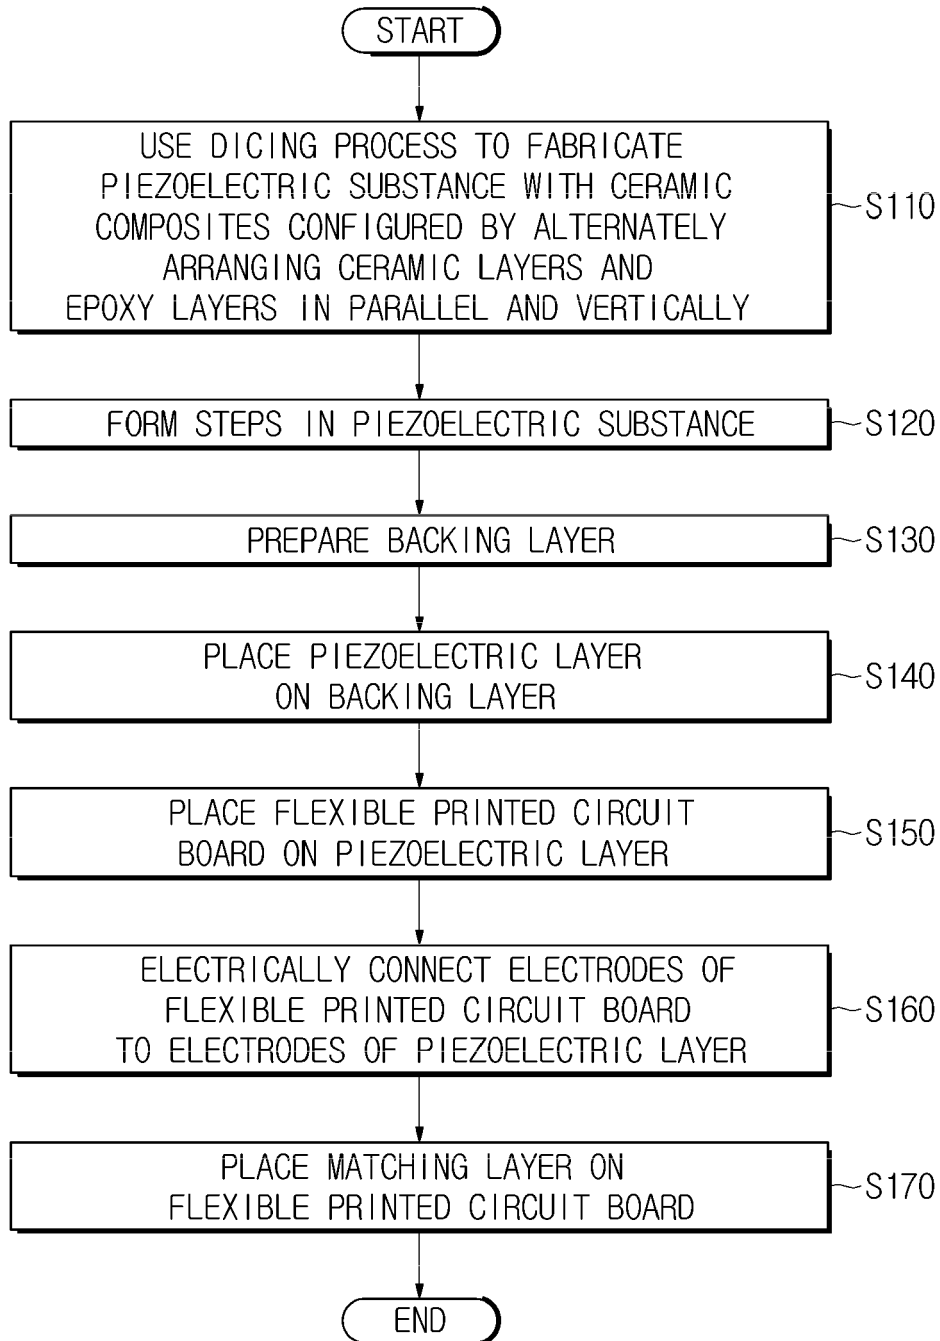 START
USE DICING PROCESS TO FABRICATE
PIEZOELECTRIC SUBSTANCE WITH CERAMIC
COMPOSITES CONFIGURED BY ALTERNATELY
ARRANGING CERAMIC LAYERS AND
EPOXY LAYERS IN PARALLEL AND VERTICALLY
S110
FORM STEPS IN PIEZOELECTRIC SUBSTANCE
S120
PREPARE BACKING LAYER
S130
PLACE PIEZOELECTRIC LAYER
ON BACKING LAYER
S140
PLACE FLEXIBLE PRINTED CIRCUIT
BOARD ON PIEZOELECTRIC LAYER
S150
ELECTRICALLY CONNECT ELECTRODES OF
FLEXIBLE PRINTED CIRCUIT BOARD
TO ELECTRODES OF PIEZOELECTRIC LAYER
S160
PLACE MATCHING LAYER ON
FLEXIBLE PRINTED CIRCUIT BOARD
S170
END